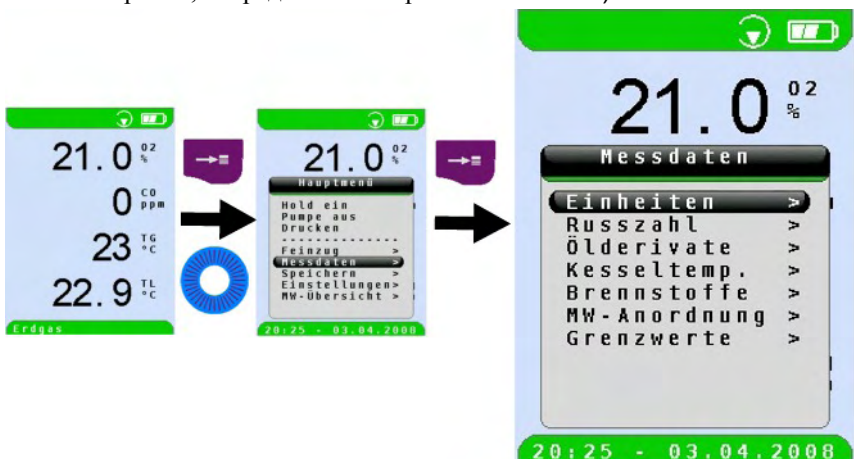 21.0 O2 %
0 CO ppm
23 TG °C
22.9 TL °C
Erdgas
21.0 O2 %
Hauptmenü
Hold ein
Pumpe aus
Drucken
--------------
Feinzug >
Messdaten >
Speichern >
Einstellungen>
MW-Übersicht >
20:25 - 03.04.2008
21.0 O2 %
Messdaten
Einheiten >
Russzahl >
Ölderivate >
Kesseltemp. >
Brennstoffe >
MW-Anordnung >
Grenzwerte >
20:25 - 03.04.2008